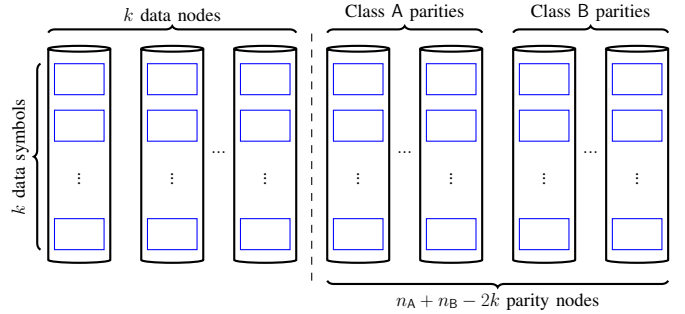 k data nodes
Class A parities
Class B parities
k data symbols
...
...
...
n_A + n_B − 2k parity nodes